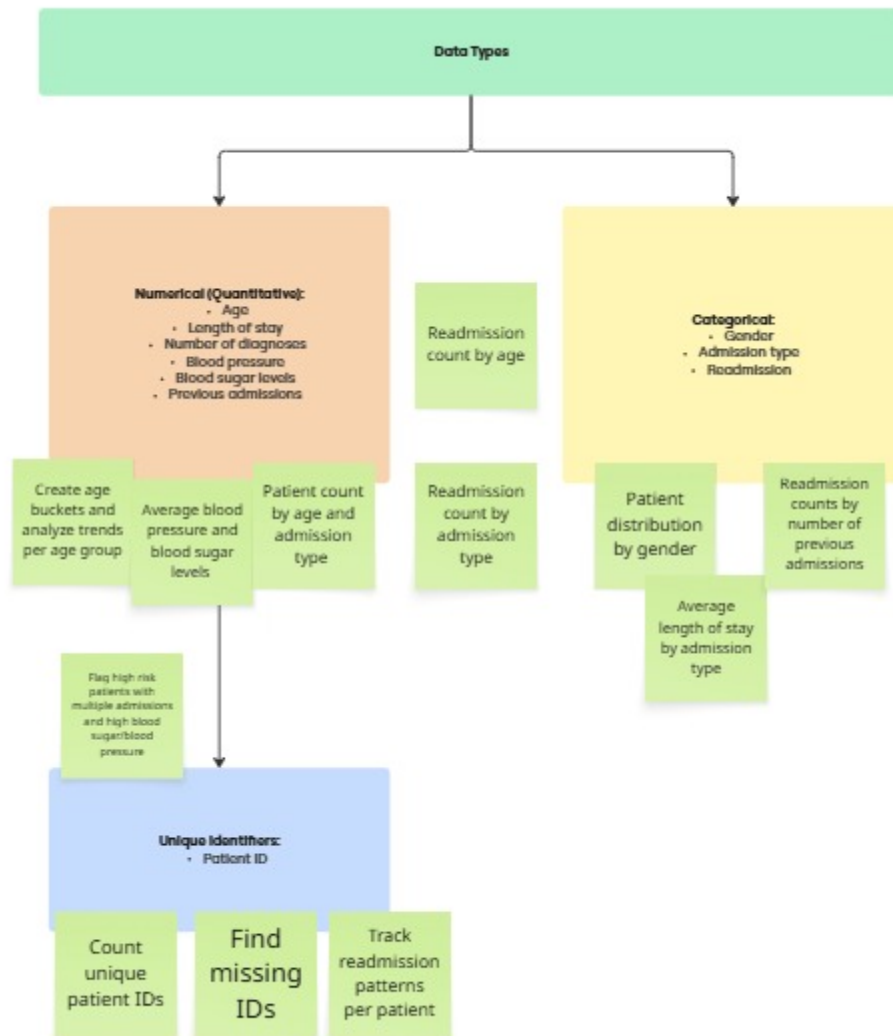 Data Types
Numerical (Quantitative):
• Age
• Length of stay
• Number of diagnoses
• Blood pressure
• Blood sugar levels
• Previous admissions
Readmission
count by age
Categorical:
• Gender
• Admission type
• Readmission
Create age
buckets and
analyze trends
per age group
Average blood
pressure and
blood sugar
levels
Patient count
by age and
admission
type
Readmission
count by
admission
type
Patient
distribution
by gender
Readmission
counts by
number of
previous
admissions
Average
length of stay
by admission
type
Flag high risk
patients with
multiple admissions
and high blood
sugar/blood
pressure
Unique Identifiers:
• Patient ID
Count
unique
patient IDs
Find
missing
IDs
Track
readmission
patterns
per patient